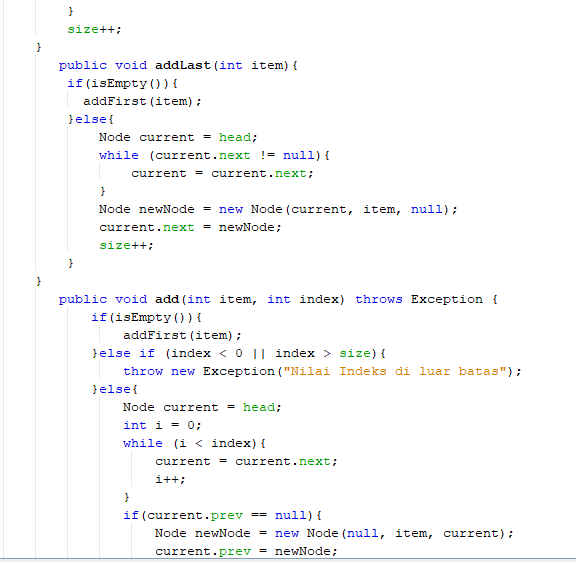 }
size++;
}
public void addLast(int item){
if(isEmpty()){
addFirst(item);
}else{
Node current = head;
while (current.next != null){
current = current.next;
}
Node newNode = new Node(current, item, null);
current.next = newNode;
size++;
}
}
public void add(int item, int index) throws Exception {
if(isEmpty()){
addFirst(item);
}else if (index < 0 || index > size){
throw new Exception("Nilai Indeks di luar batas");
}else{
Node current = head;
int i = 0;
while (i < index){
current = current.next;
i++;
}
if(current.prev == null){
Node newNode = new Node(null, item, current);
current.prev = newNode;